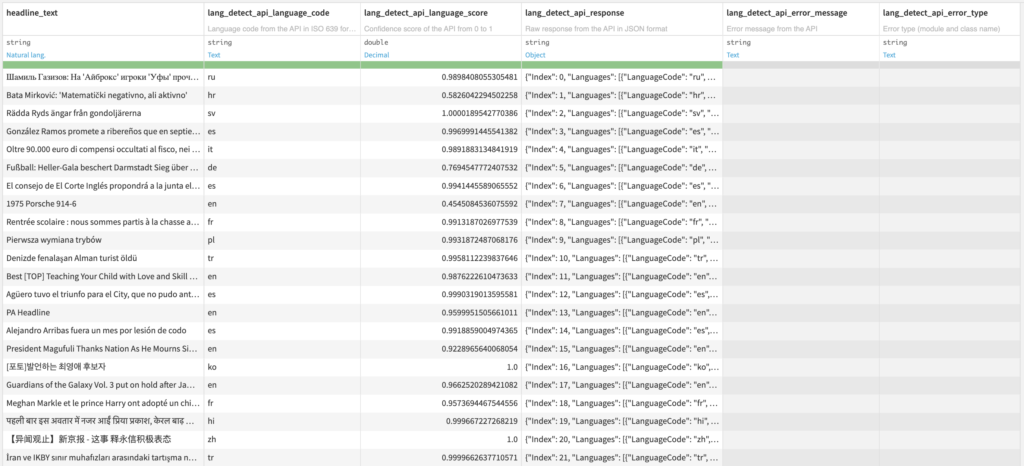 headline_text lang_detect_api_language_code lang_detect_api_language_score lang_detect_api_response lang_detect_api_error_message lang_detect_api_error_type
Language code from the API in ISO 639 for… Confidence score of the API from 0 to 1 Raw response from the API in JSON format Error message from the API Error type (module and class name)
string string double string string string
Natural lang. Text Decimal Object Text Text
Шамиль Газизов: На 'Айброкс' игроки 'Уфы' проч… ru 0.9898408055305481 {"Index": 0, "Languages": [{"LanguageCode": "ru", …
Bata Mirković: 'Matematički negativno, ali aktivno' hr 0.5826042294502258 {"Index": 1, "Languages": [{"LanguageCode": "hr", …
Rädda Ryds ängar från gondoljärerna sv 1.0000189542770386 {"Index": 2, "Languages": [{"LanguageCode": "sv", "…
González Ramos promete a ribereños que en septie… es 0.9969991445541382 {"Index": 3, "Languages": [{"LanguageCode": "es", "…
Oltre 90.000 euro di compensi occultati al fisco, nei … it 0.9891883134841919 {"Index": 4, "Languages": [{"LanguageCode": "it", "…
Fußball: Heller-Gala beschert Darmstadt Sieg über … de 0.7694547772407532 {"Index": 5, "Languages": [{"LanguageCode": "de", …
El consejo de El Corte Inglés propondrá a la junta el… es 0.9941445589065552 {"Index": 6, "Languages": [{"LanguageCode": "es", "…
1975 Porsche 914-6 en 0.4545084536075592 {"Index": 7, "Languages": [{"LanguageCode": "en", …
Rentrée scolaire : nous sommes partis à la chasse a… fr 0.9913187026977539 {"Index": 8, "Languages": [{"LanguageCode": "fr", "…
Pierwsza wymiana trybów pl 0.9931872487068176 {"Index": 9, "Languages": [{"LanguageCode": "pl", "…
Denizde fenalaşan Alman turist öldü tr 0.9958112239837646 {"Index": 10, "Languages": [{"LanguageCode": "tr", …
Best [TOP] Teaching Your Child with Love and Skill … en 0.9876222610473633 {"Index": 11, "Languages": [{"LanguageCode": "en"…
Agüero tuvo el triunfo para el City, que no pudo ant… es 0.9990319013595581 {"Index": 12, "Languages": [{"LanguageCode": "es",…
PA Headline en 0.9599951505661011 {"Index": 13, "Languages": [{"LanguageCode": "en"…
Alejandro Arribas fuera un mes por lesión de codo es 0.9918859004974365 {"Index": 14, "Languages": [{"LanguageCode": "es",…
President Magufuli Thanks Nation As He Mourns Si… en 0.9228965640068054 {"Index": 15, "Languages": [{"LanguageCode": "en"…
[포토]발언하는 최영애 후보자 ko 1.0 {"Index": 16, "Languages": [{"LanguageCode": "ko",…
Guardians of the Galaxy Vol. 3 put on hold after Ja… en 0.9662520289421082 {"Index": 17, "Languages": [{"LanguageCode": "en"…
Meghan Markle et le prince Harry ont adopté un chi… fr 0.9573694467544556 {"Index": 18, "Languages": [{"LanguageCode": "fr", …
पहली बार इस अवतार में नजर आईं प्रिया प्रकाश, केरल बाढ़ … hi 0.999667227268219 {"Index": 19, "Languages": [{"LanguageCode": "hi", …
【异闻观止】新京报 - 这事 释永信积极表态 zh 1.0 {"Index": 20, "Languages": [{"LanguageCode": "zh",…
İran ve IKBY sınır muhafızları arasındaki tartışma n… tr 0.9999662637710571 {"Index": 21, "Languages": [{"LanguageCode": "tr", …